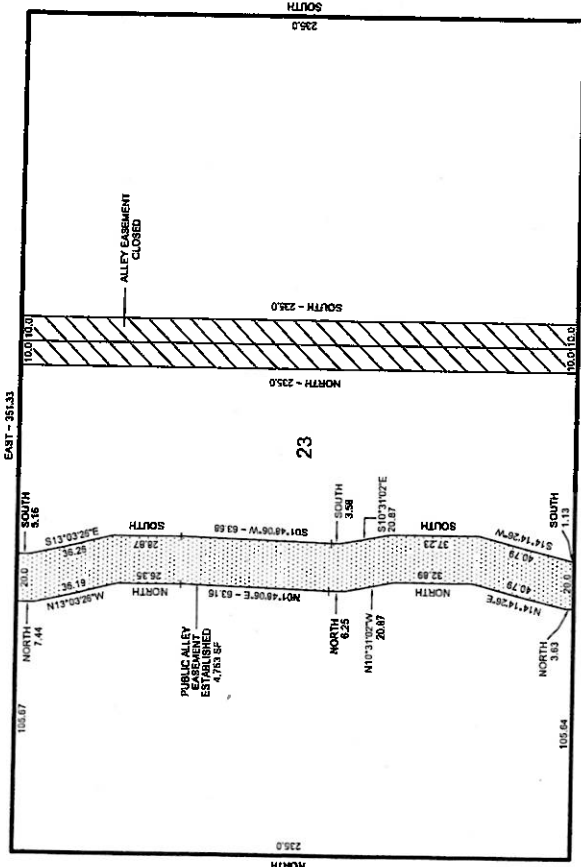 EAST - 351.33
105.67
20.0
10.0
10.0
NORTH
7.44
SOUTH
5.16
N13°03'26"W
36.19
S13°03'26"E
36.26
NORTH
26.35
SOUTH
28.87
PUBLIC ALLEY
EASEMENT
ESTABLISHED
4,763 SF
N01°48'06"E - 63.16
S01°48'06"W - 63.68
NORTH
6.25
SOUTH
3.58
N10°31'02"W
20.87
S10°31'02"E
20.87
NORTH
32.69
SOUTH
37.23
N14°14'26"E
40.79
S14°14'26"W
40.79
NORTH
3.63
SOUTH
1.13
23
NORTH - 235.0
SOUTH - 235.0
ALLEY EASEMENT
CLOSED
SOUTH
235.0
NORTH
235.0
105.64
20.0
10.0
10.0